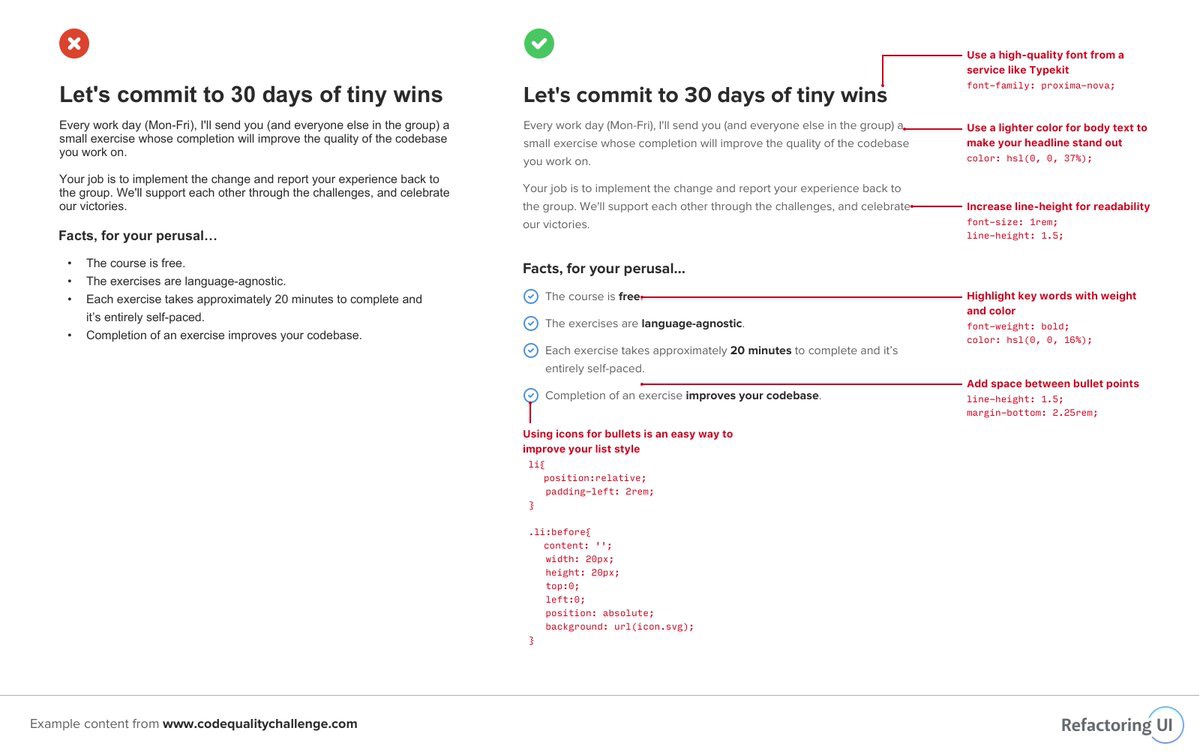 Let's commit to 30 days of tiny wins
Every work day (Mon-Fri), I'll send you (and everyone else in the group) a
small exercise whose completion will improve the quality of the codebase
you work on.
Your job is to implement the change and report your experience back to
the group. We'll support each other through the challenges, and celebrate
our victories.
Facts, for your perusal…
• The course is free.
• The exercises are language-agnostic.
• Each exercise takes approximately 20 minutes to complete and
it’s entirely self-paced.
• Completion of an exercise improves your codebase.
Let's commit to 30 days of tiny wins
Every work day (Mon-Fri), I'll send you (and everyone else in the group) a
small exercise whose completion will improve the quality of the codebase
you work on.
Your job is to implement the change and report your experience back to
the group. We'll support each other through the challenges, and celebrate
our victories.
Facts, for your perusal...
The course is free.
The exercises are language-agnostic.
Each exercise takes approximately 20 minutes to complete and it’s
entirely self-paced.
Completion of an exercise improves your codebase.
Using icons for bullets is an easy way to
improve your list style
li{
position:relative;
padding-left: 2rem;
}
.li:before{
content: '';
width: 20px;
height: 20px;
top:0;
left:0;
position: absolute;
background: url(icon.svg);
}
Use a high-quality font from a
service like Typekit
font-family: proxima-nova;
Use a lighter color for body text to
make your headline stand out
color: hsl(0, 0, 37%);
Increase line-height for readability
font-size: 1rem;
line-height: 1.5;
Highlight key words with weight
and color
font-weight: bold;
color: hsl(0, 0, 16%);
Add space between bullet points
line-height: 1.5;
margin-bottom: 2.25rem;
Example content from www.codequalitychallenge.com
Refactoring UI